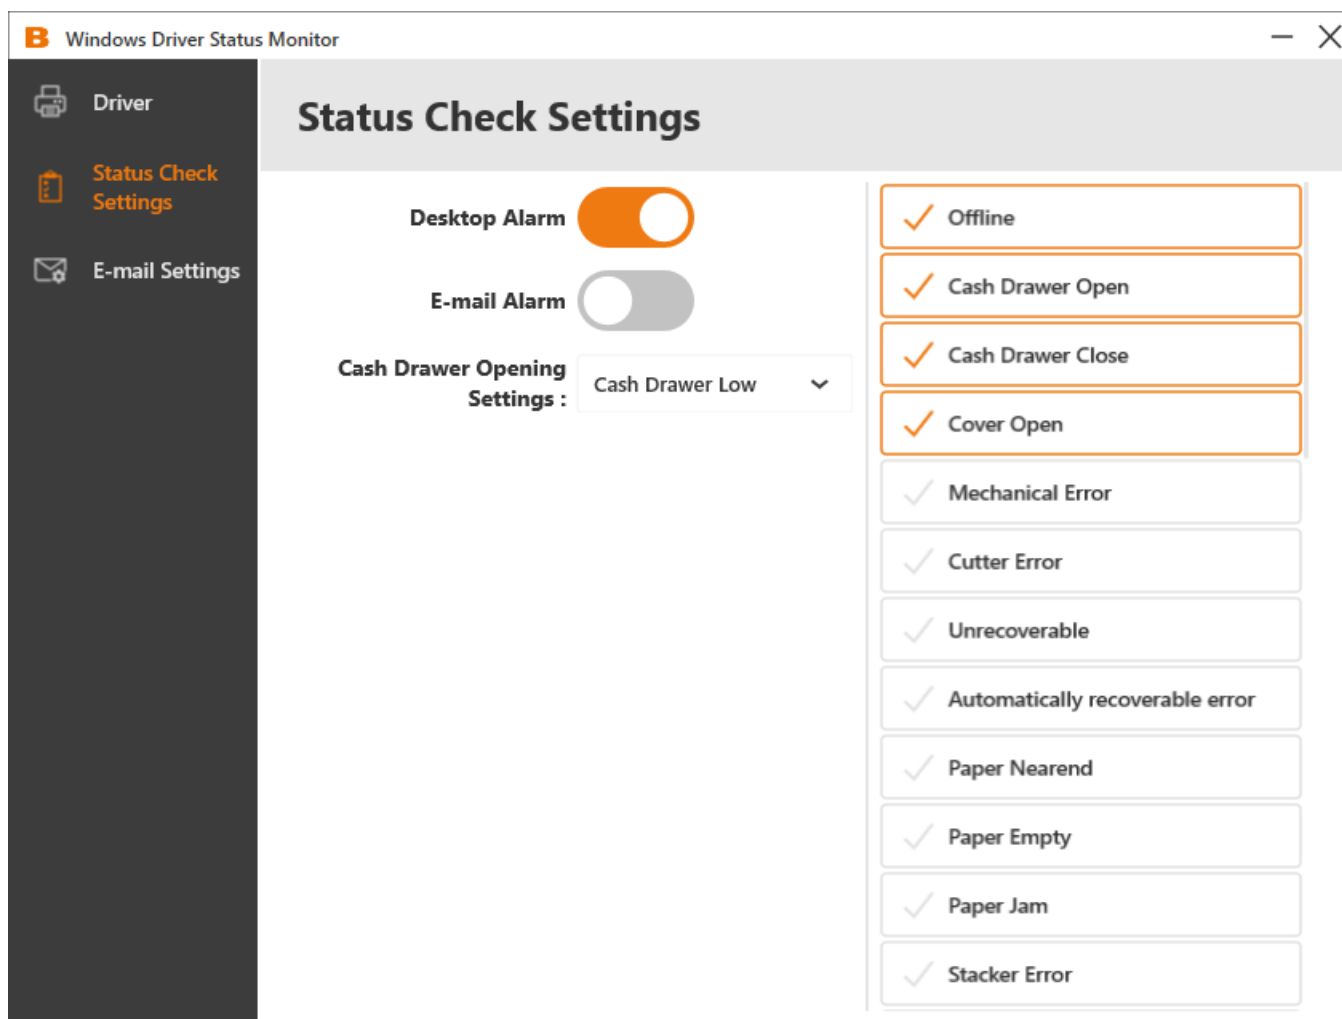 B Windows Driver Status Monitor
Driver
Status Check
Settings
E-mail Settings
Status Check Settings
Desktop Alarm
E-mail Alarm
Cash Drawer Opening
Settings :
Cash Drawer Low
Offline
Cash Drawer Open
Cash Drawer Close
Cover Open
Mechanical Error
Cutter Error
Unrecoverable
Automatically recoverable error
Paper Nearend
Paper Empty
Paper Jam
Stacker Error